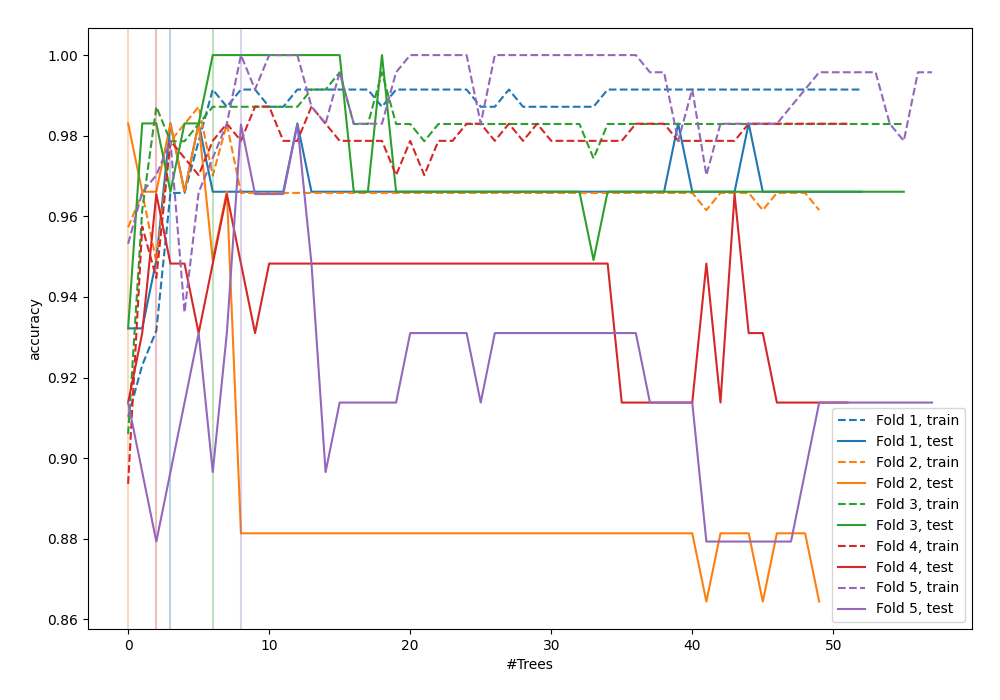 1.00
0.98
0.96
0.94
0.92
0.90
0.88
0.86
accuracy
0
10
20
30
40
50
#Trees
Fold 1, train
Fold 1, test
Fold 2, train
Fold 2, test
Fold 3, train
Fold 3, test
Fold 4, train
Fold 4, test
Fold 5, train
Fold 5, test